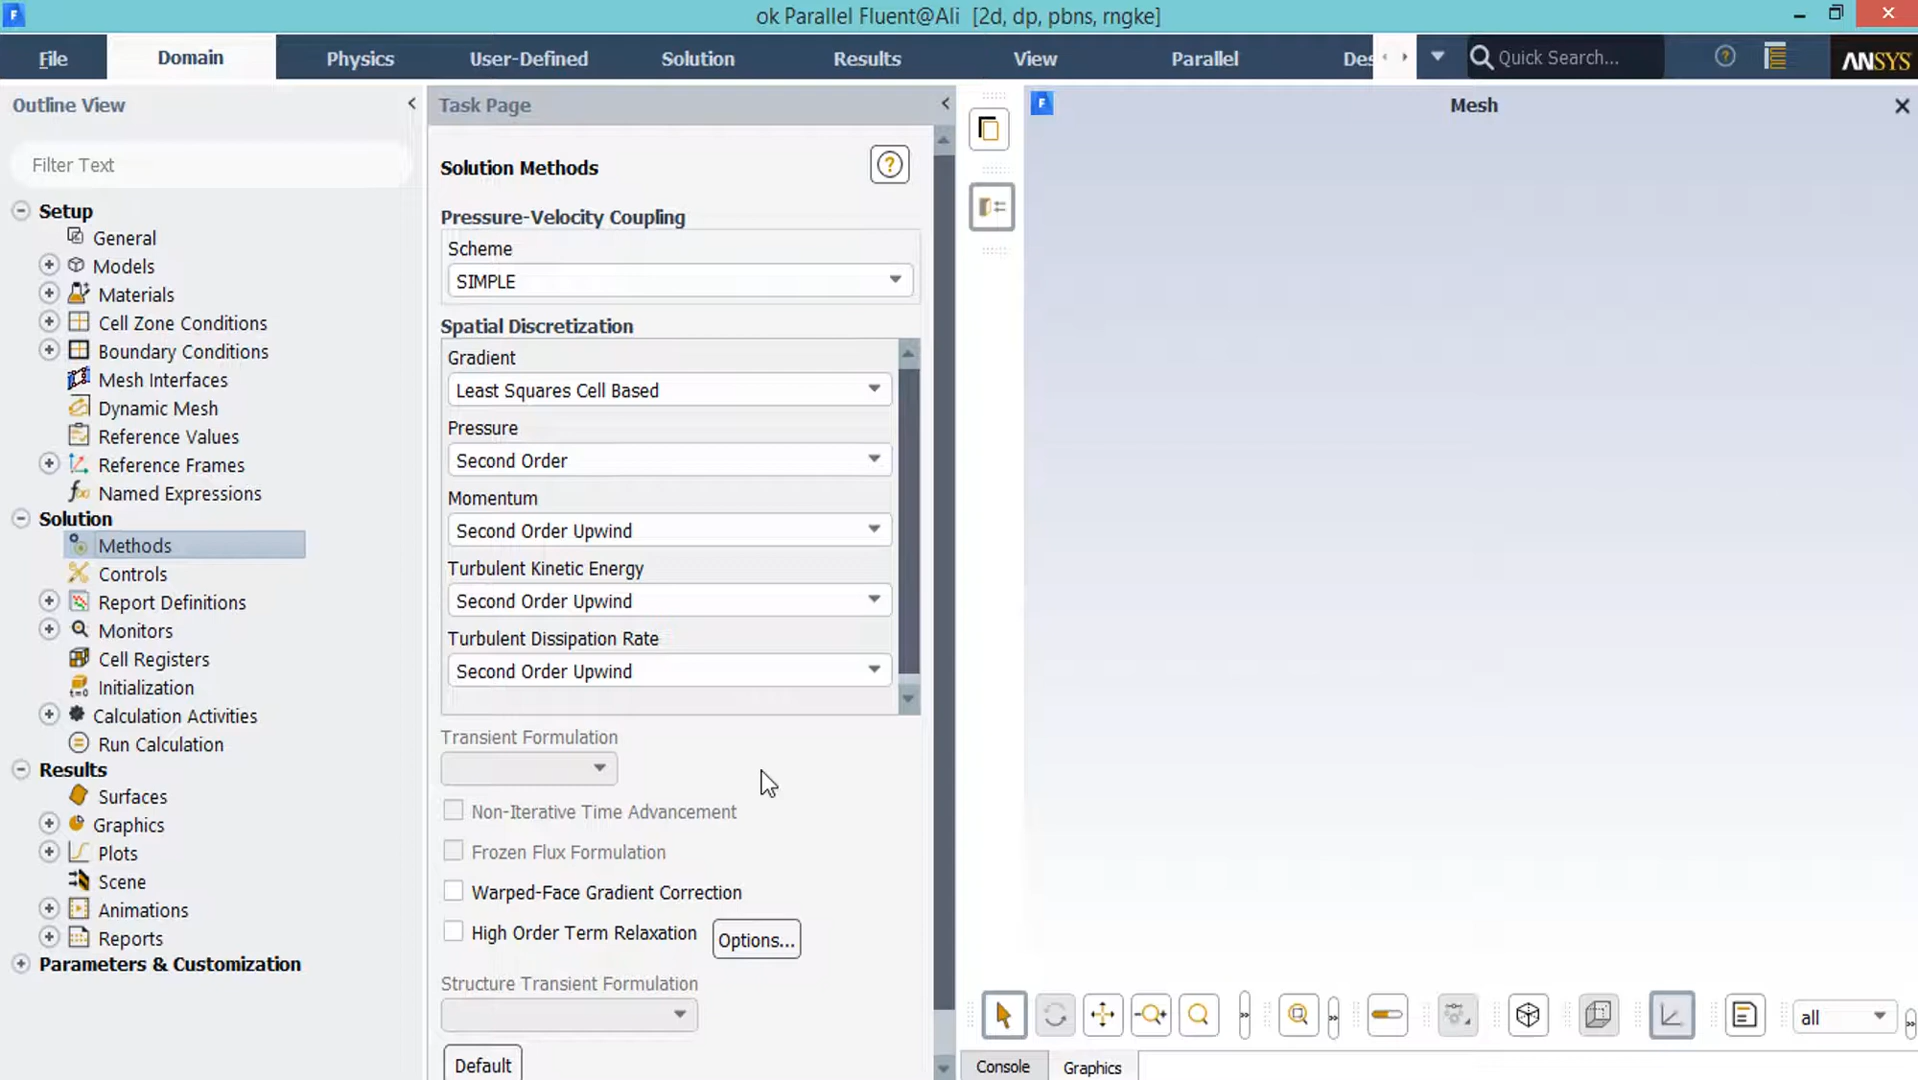 ok Parallel Fluent@Ali [2d, dp, pbns, rngke]
File Domain Physics User-Defined Solution Results View Parallel Des Quick Search... ANSYS
Outline View
Filter Text
Setup
General
Models
Materials
Cell Zone Conditions
Boundary Conditions
Mesh Interfaces
Dynamic Mesh
Reference Values
Reference Frames
Named Expressions
Solution
Methods
Controls
Report Definitions
Monitors
Cell Registers
Initialization
Calculation Activities
Run Calculation
Results
Surfaces
Graphics
Plots
Scene
Animations
Reports
Parameters & Customization
Task Page
Solution Methods
Pressure-Velocity Coupling
Scheme
SIMPLE
Spatial Discretization
Gradient
Least Squares Cell Based
Pressure
Second Order
Momentum
Second Order Upwind
Turbulent Kinetic Energy
Second Order Upwind
Turbulent Dissipation Rate
Second Order Upwind
Transient Formulation
Non-Iterative Time Advancement
Frozen Flux Formulation
Warped-Face Gradient Correction
High Order Term Relaxation Options...
Structure Transient Formulation
Default
Mesh
all
Console Graphics